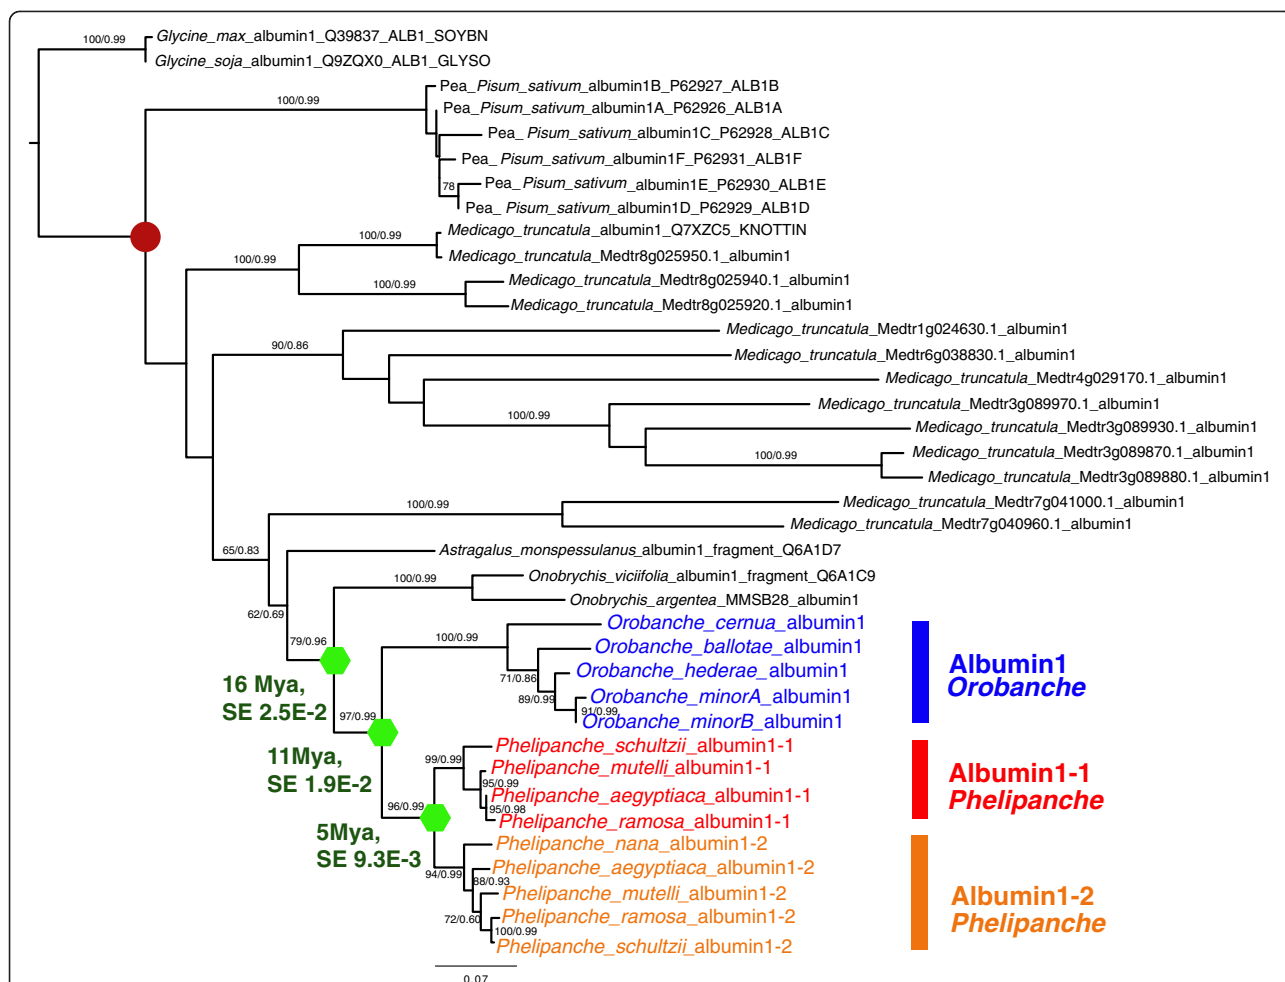 100/0.99
Glycine_max_albumin1_Q39837_ALB1_SOYBN
Glycine_soja_albumin1_Q9ZQX0_ALB1_GLYSO
Pea_Pisum_sativum_albumin1B_P62927_ALB1B
100/0.99
Pea_Pisum_sativum_albumin1A_P62926_ALB1A
Pea_ Pisum_sativum_albumin1C_P62928_ALB1C
Pea_ Pisum_sativum_albumin1F_P62931_ALB1F
78
Pea_ Pisum_sativum_albumin1E_P62930_ALB1E
Pea_ Pisum_sativum_albumin1D_P62929_ALB1D
Medicago_truncatula_albumin1_Q7XZC5_KNOTTIN
100/0.99
Medicago_truncatula_Medtr8g025950.1_albumin1
100/0.99
Medicago_truncatula_Medtr8g025940.1_albumin1
100/0.99
Medicago_truncatula_Medtr8g025920.1_albumin1
Medicago_truncatula_Medtr1g024630.1_albumin1
90/0.86
Medicago_truncatula_Medtr6g038830.1_albumin1
Medicago_truncatula_Medtr4g029170.1_albumin1
Medicago_truncatula_Medtr3g089970.1_albumin1
100/0.99
Medicago_truncatula_Medtr3g089930.1_albumin1
Medicago_truncatula_Medtr3g089870.1_albumin1
100/0.99
Medicago_truncatula_Medtr3g089880.1_albumin1
Medicago_truncatula_Medtr7g041000.1_albumin1
100/0.99
Medicago_truncatula_Medtr7g040960.1_albumin1
65/0.83
Astragalus_monspessulanus_albumin1_fragment_Q6A1D7
Onobrychis_viciifolia_albumin1_fragment_Q6A1C9
100/0.99
Onobrychis_argentea_MMSB28_albumin1
62/0.69
79/0.96
Orobanche_cernua_albumin1
100/0.99
Orobanche_ballotae_albumin1
Orobanche_hederae_albumin1
71/0.86
Orobanche_minorA_albumin1
89/0.99
91/0.99
Orobanche_minorB_albumin1
Albumin1
Orobanche
16 Mya,
SE 2.5E-2
97/0.99
Phelipanche_schultzii_albumin1-1
99/0.99
Phelipanche_mutelli_albumin1-1
95/0.99
Phelipanche_aegyptiaca_albumin1-1
95/0.98
Phelipanche_ramosa_albumin1-1
Albumin1-1
Phelipanche
11Mya,
SE 1.9E-2
96/0.99
5Mya,
SE 9.3E-3
Phelipanche_nana_albumin1-2
Phelipanche_aegyptiaca_albumin1-2
94/0.99
88/0.93
Phelipanche_mutelli_albumin1-2
72/0.60
Phelipanche_ramosa_albumin1-2
100/0.99
Phelipanche_schultzii_albumin1-2
Albumin1-2
Phelipanche
0.07